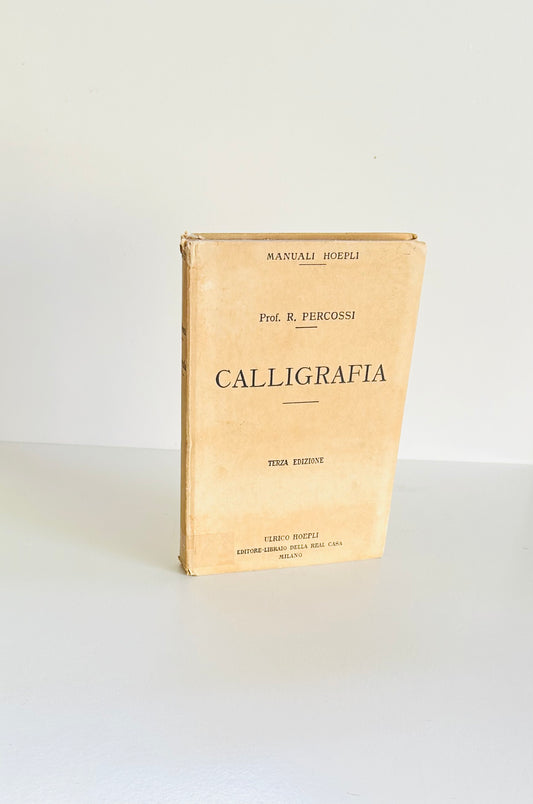 MANUALI HOEPLI
Prof. R. PERCOSSI
CALLIGRAFIA
TERZA EDIZIONE
ULRICO HOEPLI
EDITORE-LIBRAIO DELLA REAL CASA
MILANO